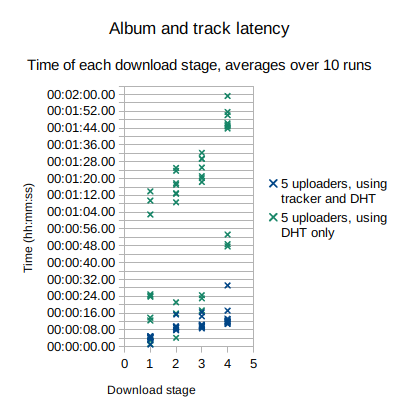 Album and track latency
Time of each download stage, averages over 10 runs
00:02:00.00
00:01:52.00
00:01:44.00
00:01:36.00
00:01:28.00
00:01:20.00
00:01:12.00
00:01:04.00
00:00:56.00
00:00:48.00
00:00:40.00
00:00:32.00
00:00:24.00
00:00:16.00
00:00:08.00
00:00:00.00
Time (hh:mm:ss)
0 1 2 3 4 5
Download stage
5 uploaders, using
tracker and DHT
5 uploaders, using
DHT only